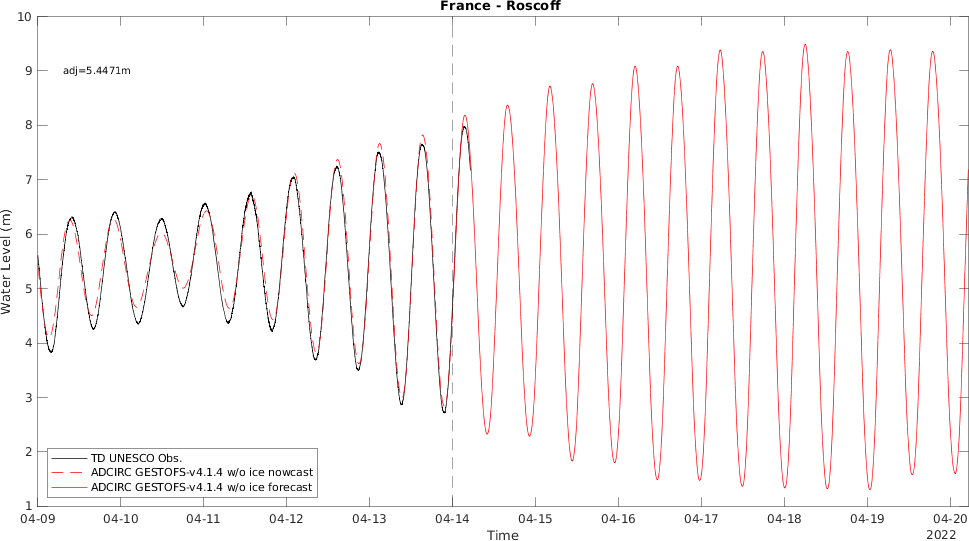 France - Roscoff
10
9
8
7
6
5
4
3
2
1
Water Level (m)
adj=5.4471m
TD UNESCO Obs.
ADCIRC GESTOFS-v4.1.4 w/o ice nowcast
ADCIRC GESTOFS-v4.1.4 w/o ice forecast
04-09 04-10 04-11 04-12 04-13 04-14 04-15 04-16 04-17 04-18 04-19 04-20
Time
2022